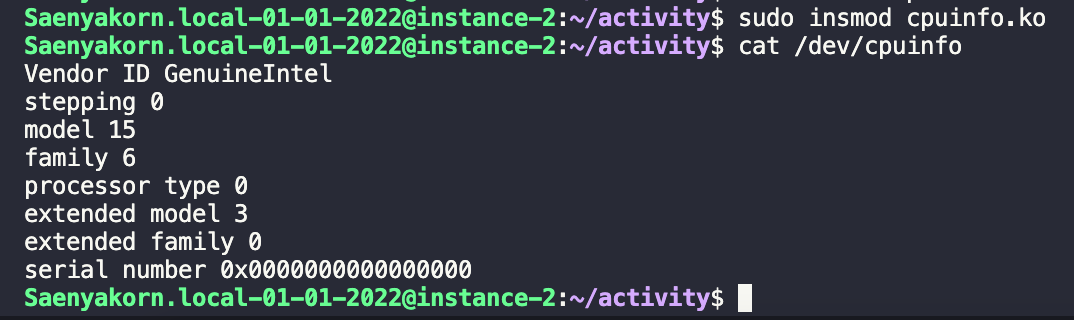 Saenyakorn.local-01-01-2022@instance-2:~/activity$ sudo insmod cpuinfo.ko
Saenyakorn.local-01-01-2022@instance-2:~/activity$ cat /dev/cpuinfo
Vendor ID GenuineIntel
stepping 0
model 15
family 6
processor type 0
extended model 3
extended family 0
serial number 0x0000000000000000
Saenyakorn.local-01-01-2022@instance-2:~/activity$